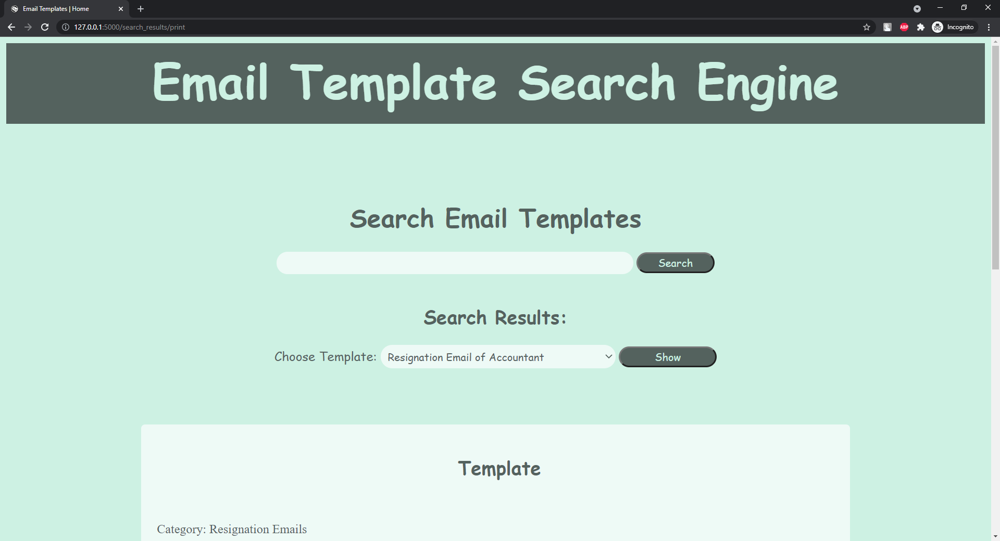 Email Templates | Home
127.0.0.1:5000/search_results/print
ABP
Incognito
Email Template Search Engine
Search Email Templates
Search
Search Results:
Choose Template: Resignation Email of Accountant Show
Template
Category: Resignation Emails